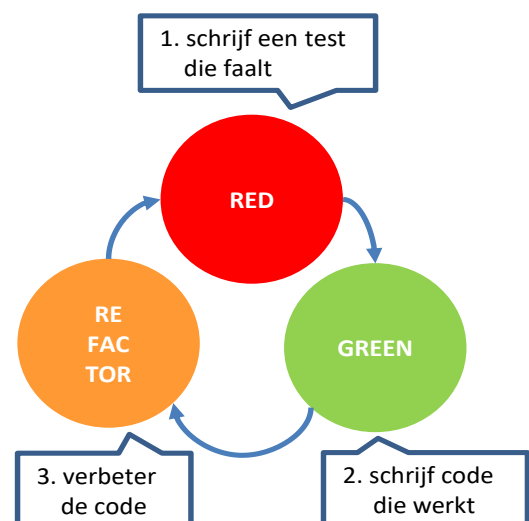 1. schrijf een test
die faalt
RED
RE
FAC
TOR
GREEN
3. verbeter
de code
2. schrijf code
die werkt